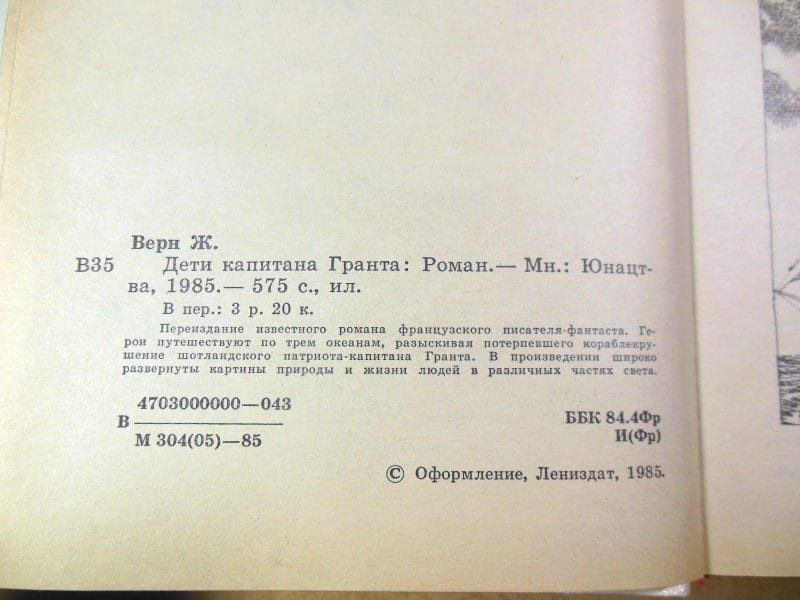 Верн Ж.
В35 Дети капитана Гранта: Роман.— Мн.: Юнацт-
ва, 1985.— 575 с., ил.
В пер.: 3 р. 20 к.
Переиздание известного романа французского писателя-фантаста. Ге-
рои путешествуют по трем океанам, разыскивая потерпевшего кораблекру-
шение шотландского патриота-капитана Гранта. В произведении широко
развернуты картины природы и жизни людей в различных частях света.
4703000000—043
В
М 304(05)—85
ББК 84.4Фр
И(Фр)
© Оформление, Лениздат, 1985.